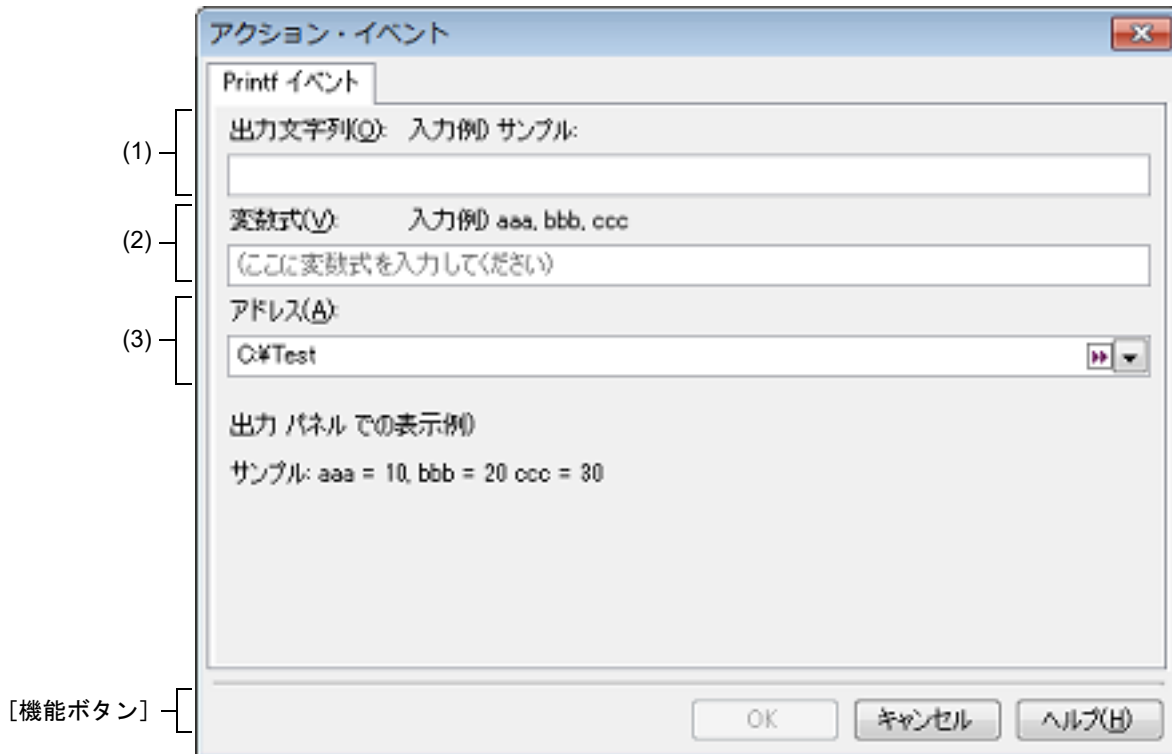 アクション・イベント
Printf イベント
(1)
出力文字列(O): 入力例) サンプル:
(2)
変数式(V): 入力例) aaa, bbb, ccc
(ここに変数式を入力してください)
(3)
アドレス(A):
C:¥Test
出力 パネル での表示例)
サンプル: aaa = 10, bbb = 20 ccc = 30
[機能ボタン]
OK キャンセル ヘルプ(H)